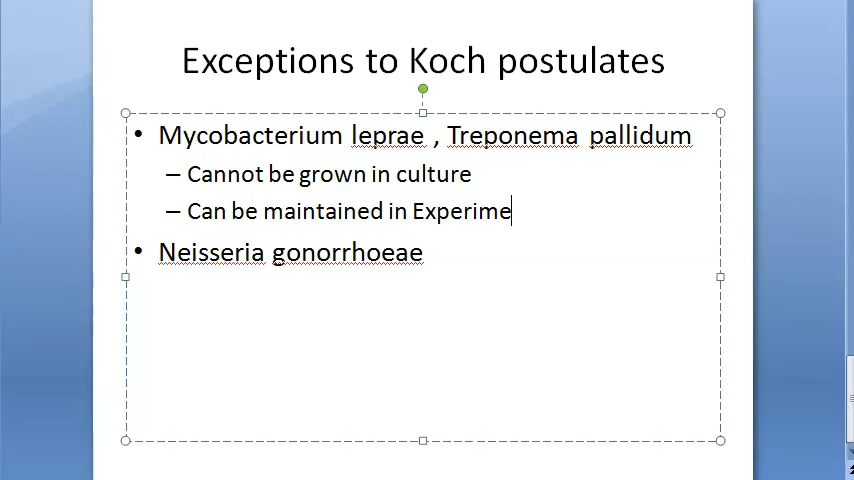 Exceptions to Koch postulates
• Mycobacterium leprae , Treponema pallidum
– Cannot be grown in culture
– Can be maintained in Experime
• Neisseria gonorrhoeae